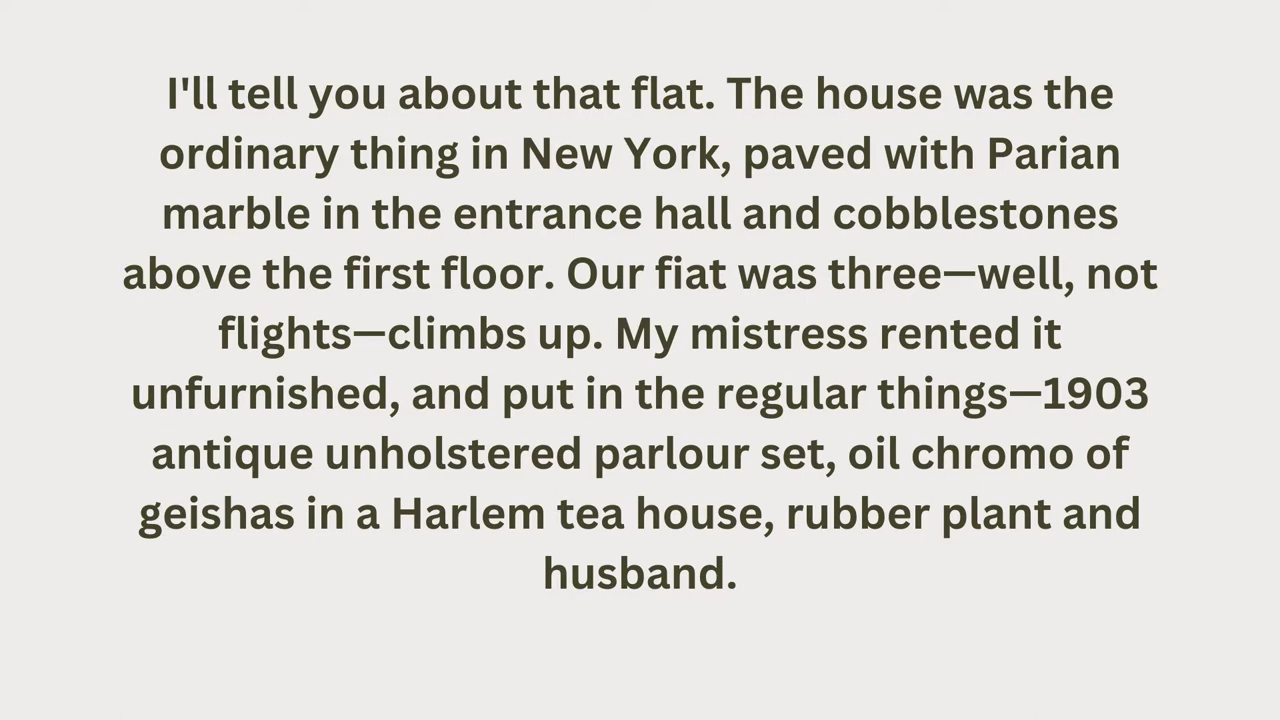 I'll tell you about that flat. The house was the
ordinary thing in New York, paved with Parian
marble in the entrance hall and cobblestones
above the first floor. Our fiat was three—well, not
flights—climbs up. My mistress rented it
unfurnished, and put in the regular things—1903
antique unholstered parlour set, oil chromo of
geishas in a Harlem tea house, rubber plant and
husband.